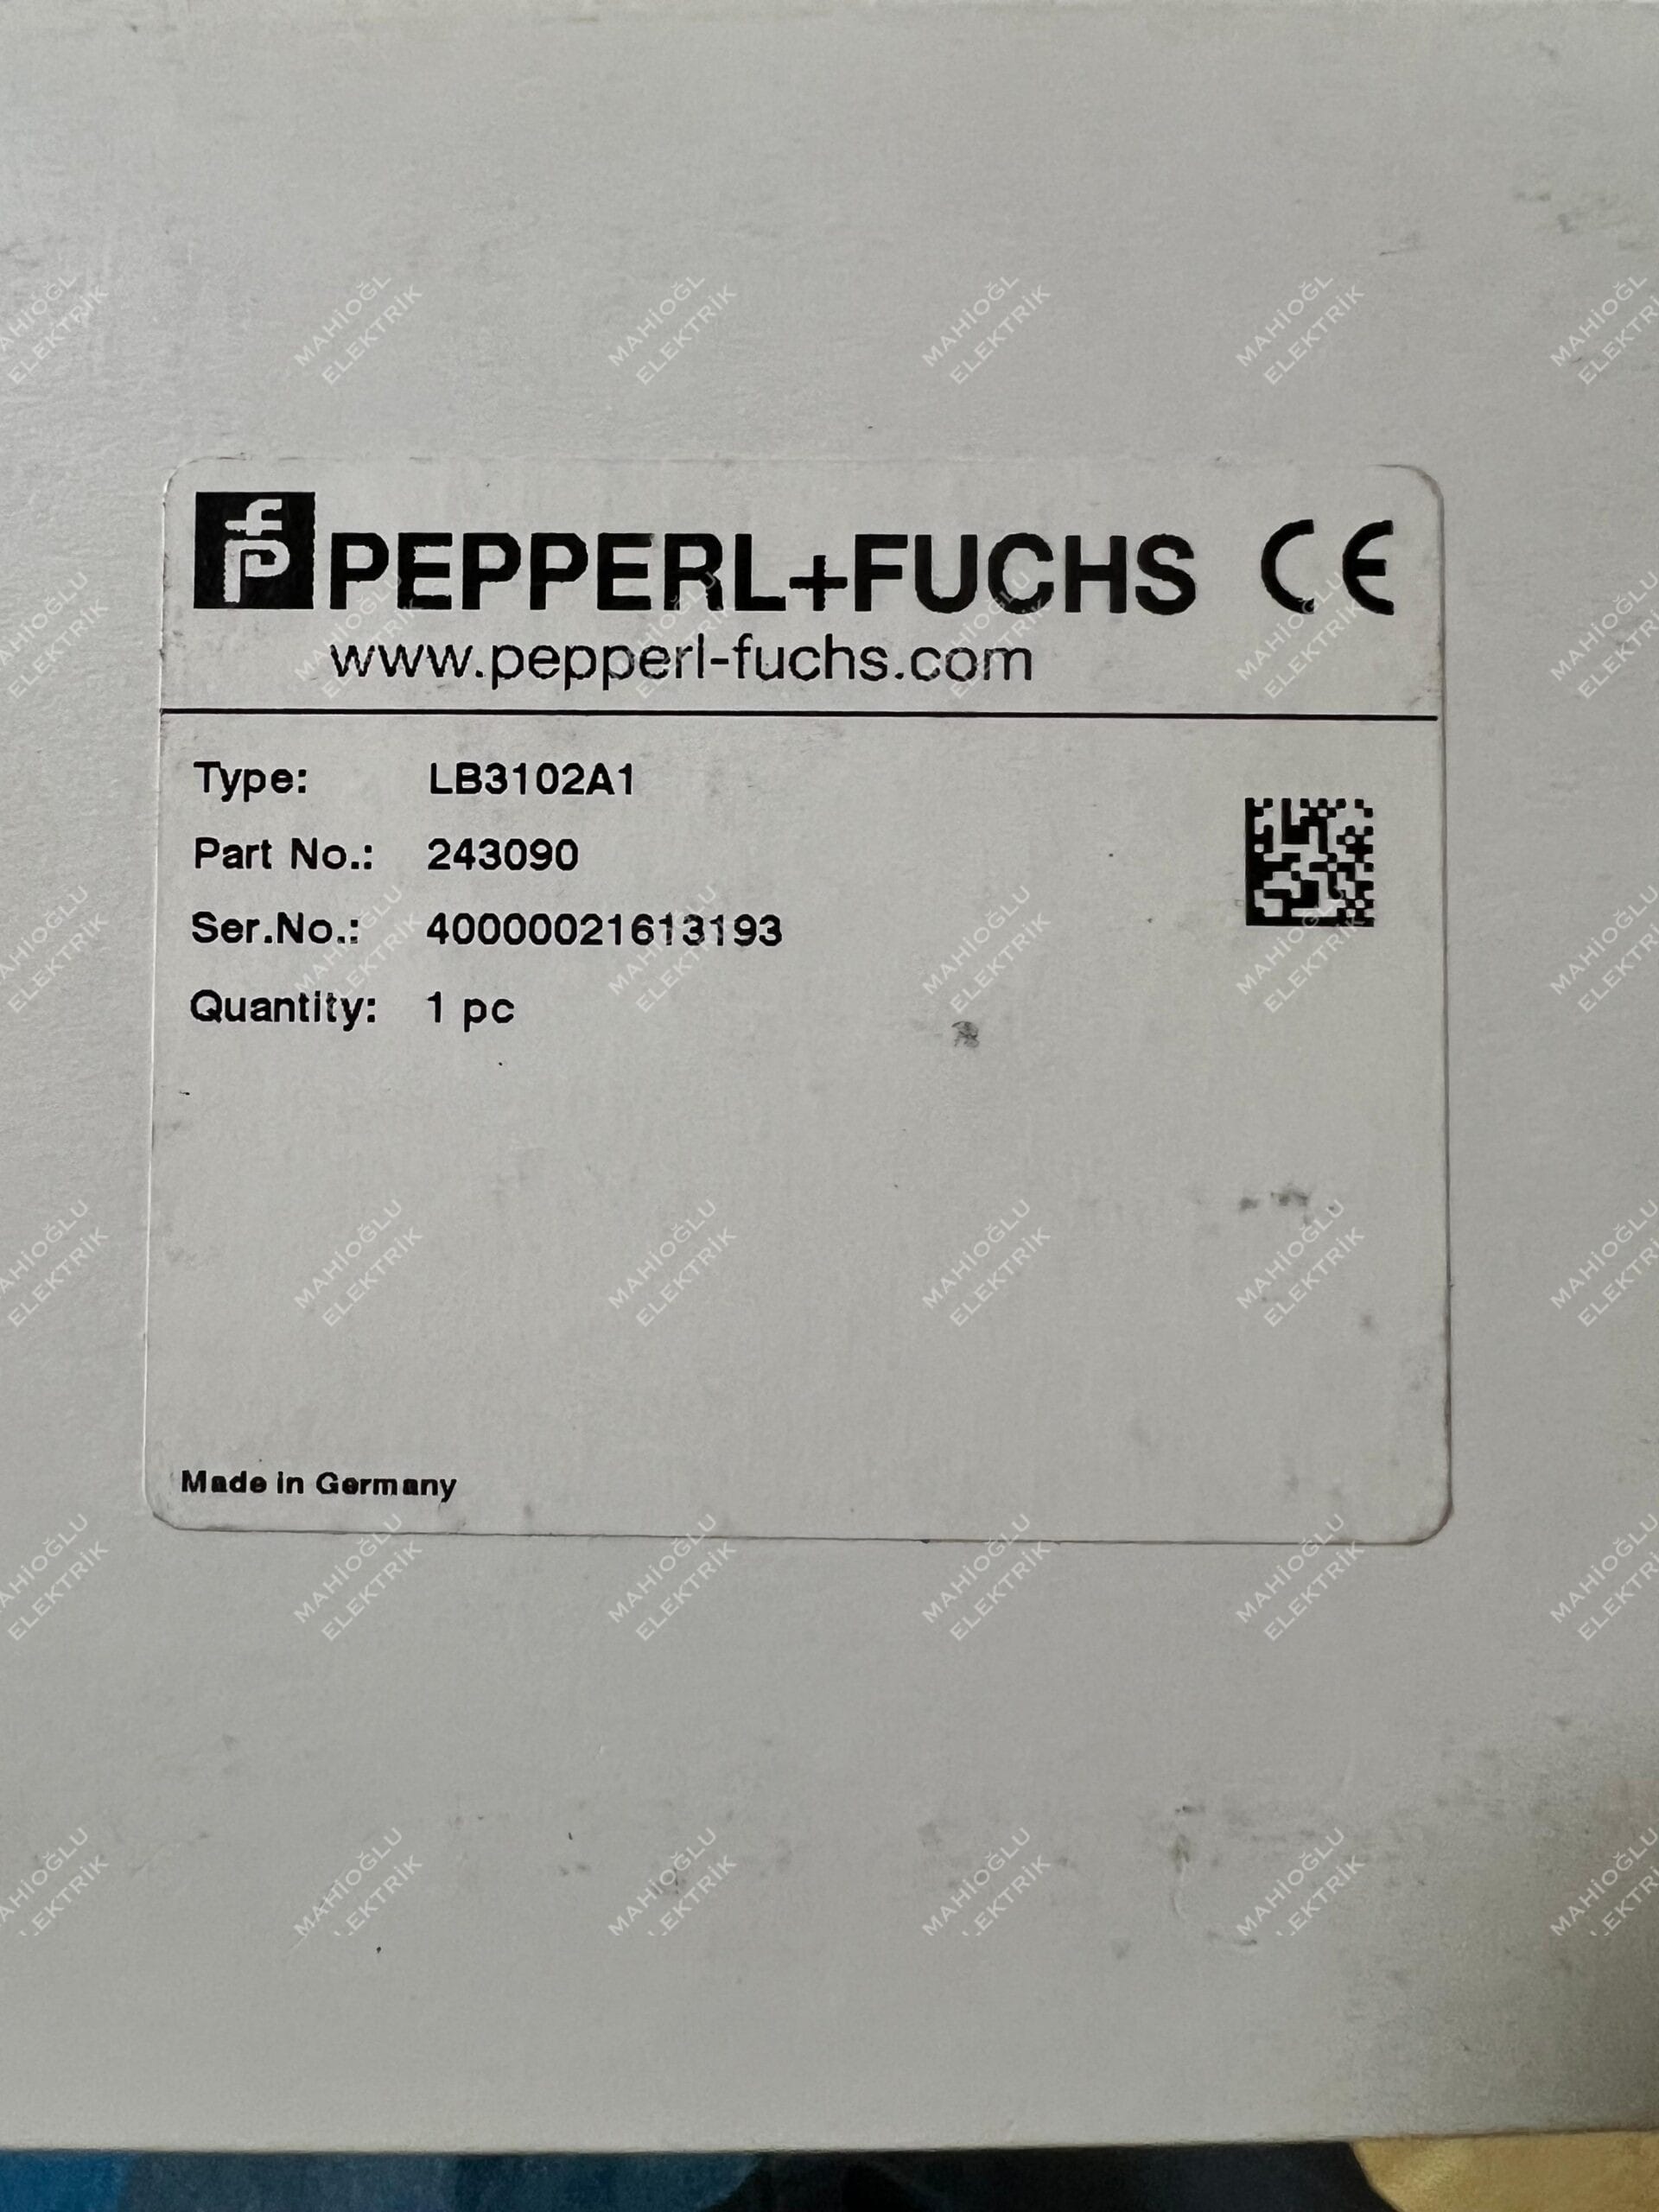 PEPPERL+FUCHS CE
www.pepperl-fuchs.com
Type: LB3102A1
Part No.: 243090
Ser.No.: 40000021613193
Quantity: 1 pc
Made in Germany
MAHİOĞLU
ELEKTRİK